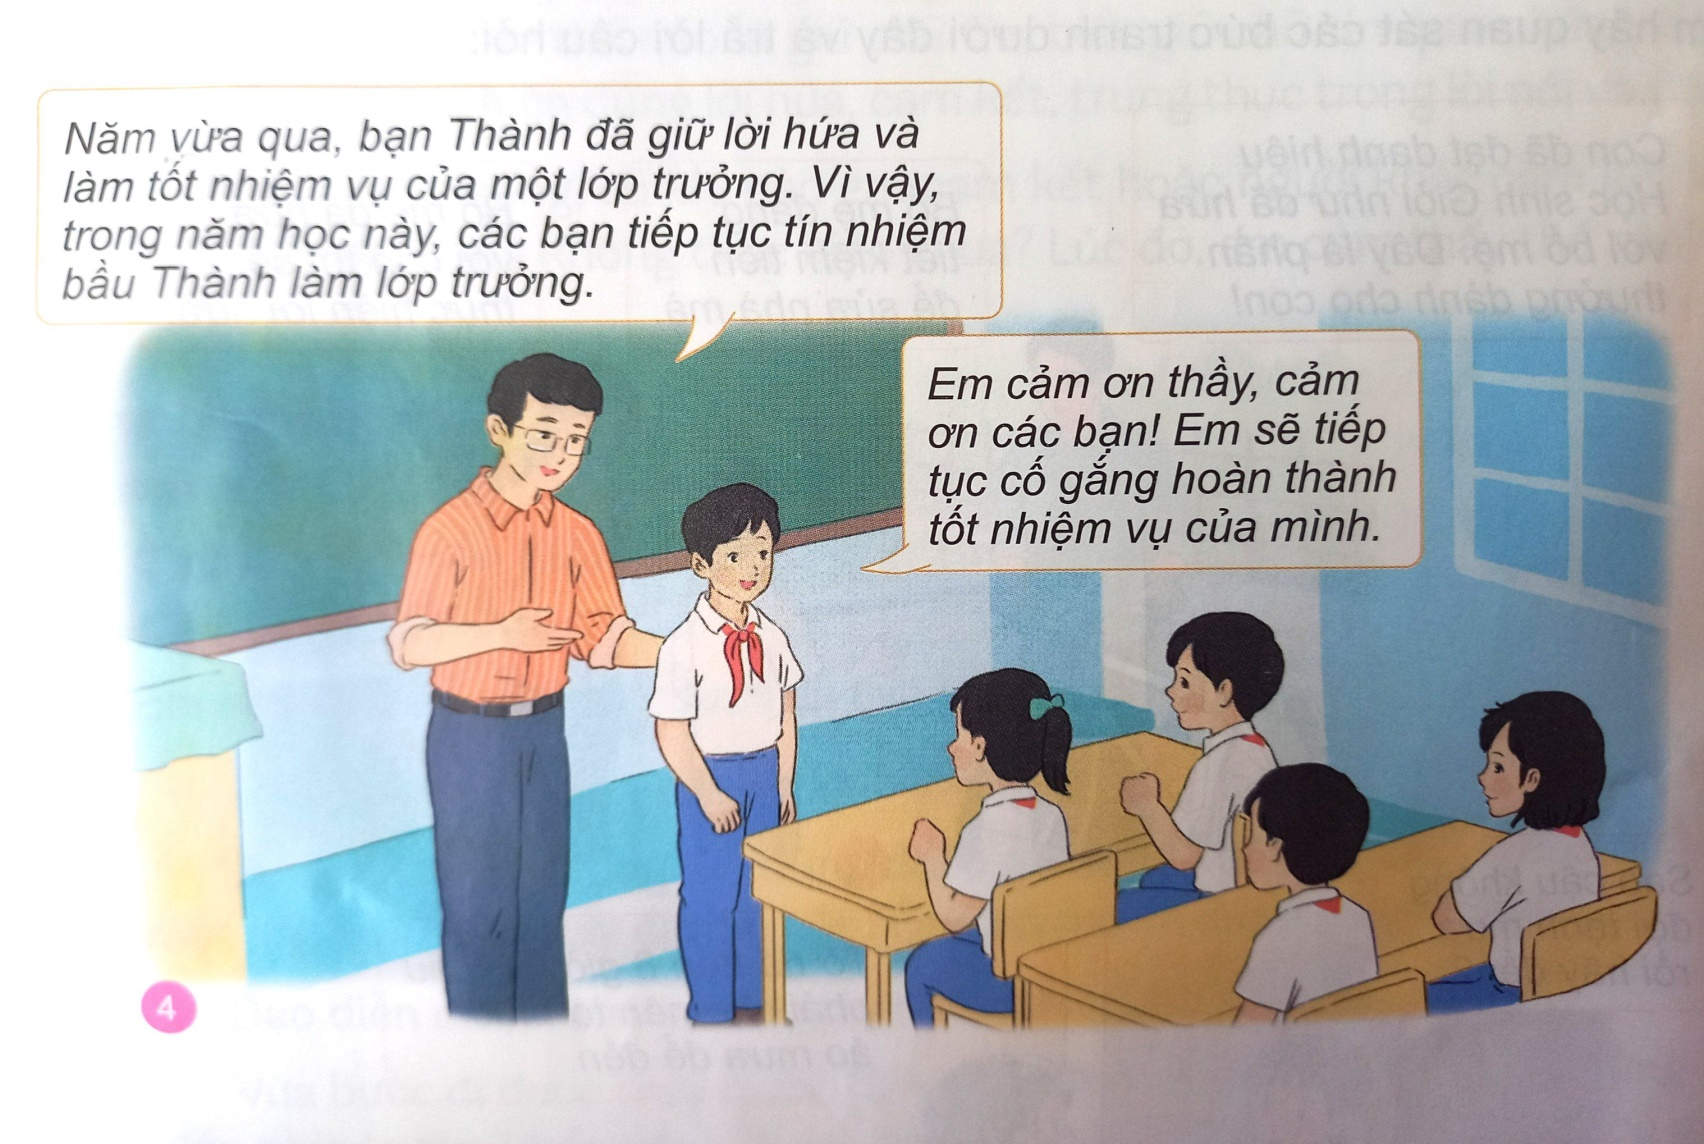 Năm vừa qua, bạn Thành đã giữ lời hứa và
làm tốt nhiệm vụ của một lớp trưởng. Vì vậy,
trong năm học này, các bạn tiếp tục tín nhiệm
bầu Thành làm lớp trưởng.
Em cảm ơn thầy, cảm
ơn các bạn! Em sẽ tiếp
tục cố gắng hoàn thành
tốt nhiệm vụ của mình.
4